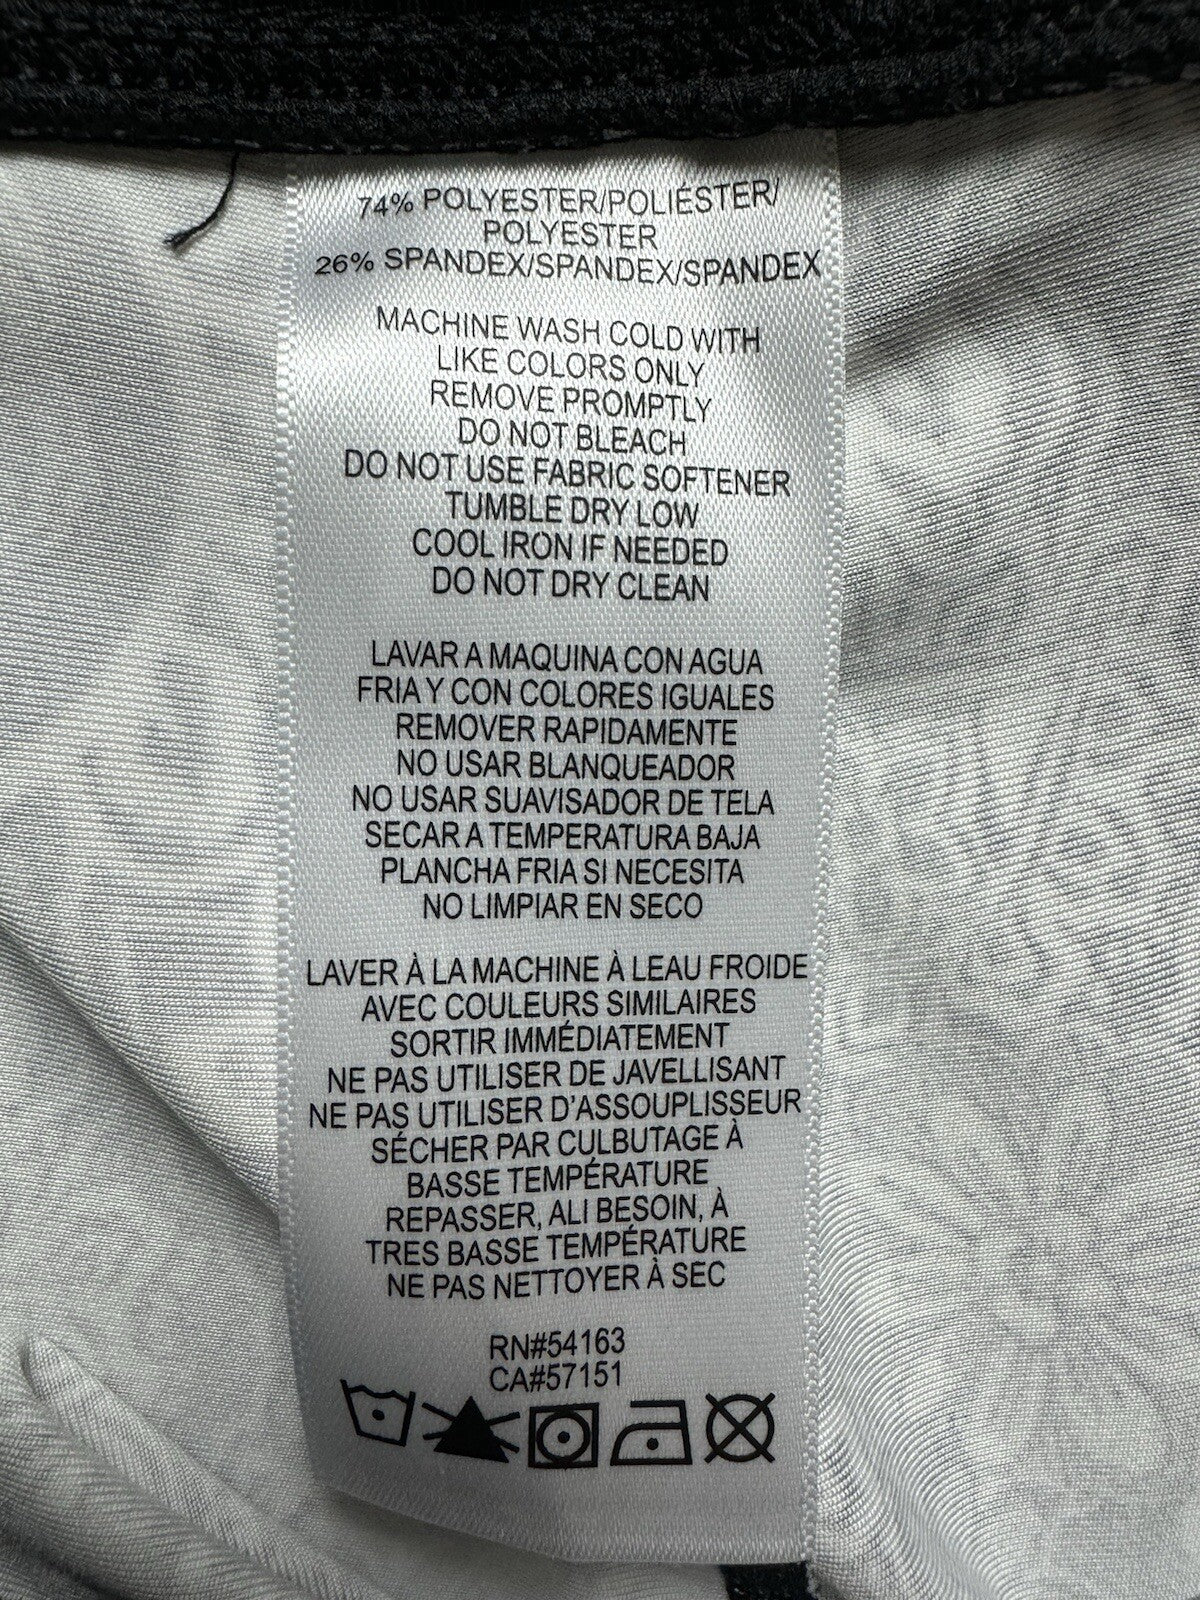 74% POLYESTER/POLIÉSTER/
POLYESTER
26% SPANDEX/SPANDEX/SPANDEX
MACHINE WASH COLD WITH
LIKE COLORS ONLY
REMOVE PROMPTLY
DO NOT BLEACH
DO NOT USE FABRIC SOFTENER
TUMBLE DRY LOW
COOL IRON IF NEEDED
DO NOT DRY CLEAN
LAVAR A MAQUINA CON AGUA
FRIA Y CON COLORES IGUALES
REMOVER RAPIDAMENTE
NO USAR BLANQUEADOR
NO USAR SUAVISADOR DE TELA
SECAR A TEMPERATURA BAJA
PLANCHA FRIA SI NECESITA
NO LIMPIAR EN SECO
LAVER À LA MACHINE À LEAU FROIDE
AVEC COULEURS SIMILAIRES
SORTIR IMMÉDIATEMENT
NE PAS UTILISER DE JAVELLISANT
NE PAS UTILISER D'ASSOUPLISSEUR
SÉCHER PAR CULBUTAGE À
BASSE TEMPÉRATURE
REPASSER, ALI BESOIN, À
TRES BASSE TEMPÉRATURE
NE PAS NETTOYER À SEC
RN#54163
CA#57151